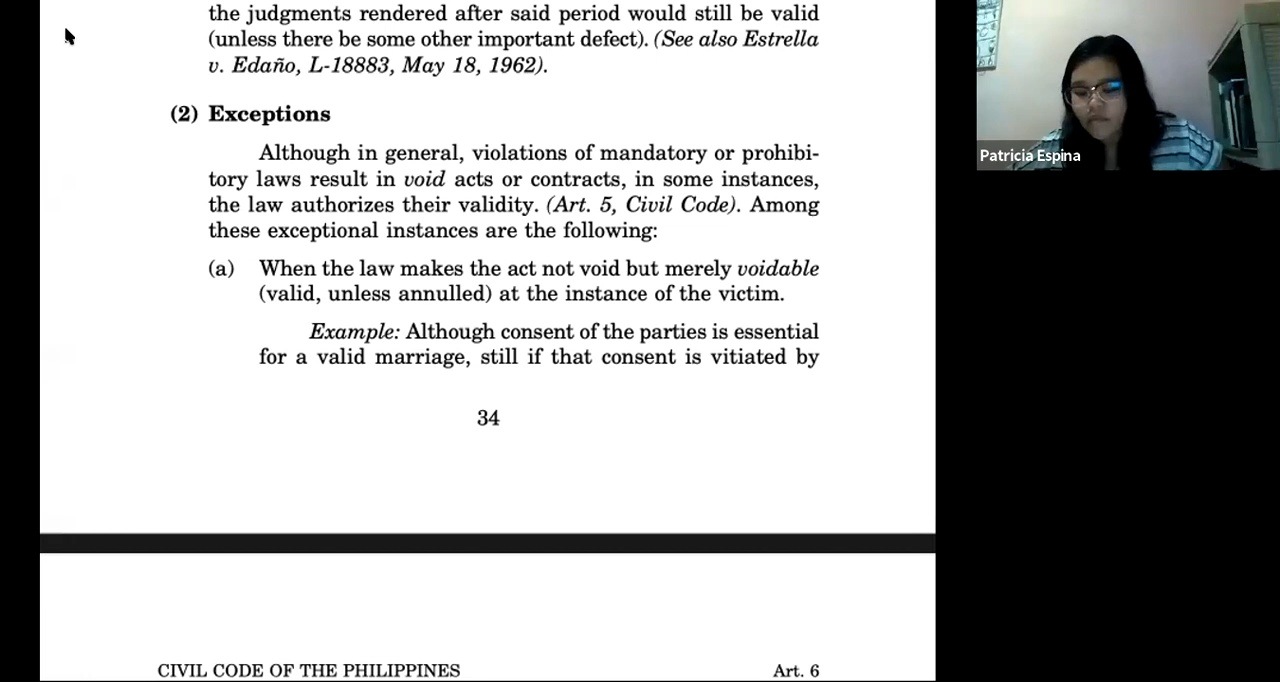 the judgments rendered after said period would still be valid
(unless there be some other important defect). (See also Estrella
v. Edaño, L-18883, May 18, 1962).
(2) Exceptions
Although in general, violations of mandatory or prohibi-
tory laws result in void acts or contracts, in some instances,
the law authorizes their validity. (Art. 5, Civil Code). Among
these exceptional instances are the following:
(a) When the law makes the act not void but merely voidable
(valid, unless annulled) at the instance of the victim.
Example: Although consent of the parties is essential
for a valid marriage, still if that consent is vitiated by
34
CIVIL CODE OF THE PHILIPPINES Art. 6
Patricia Espina